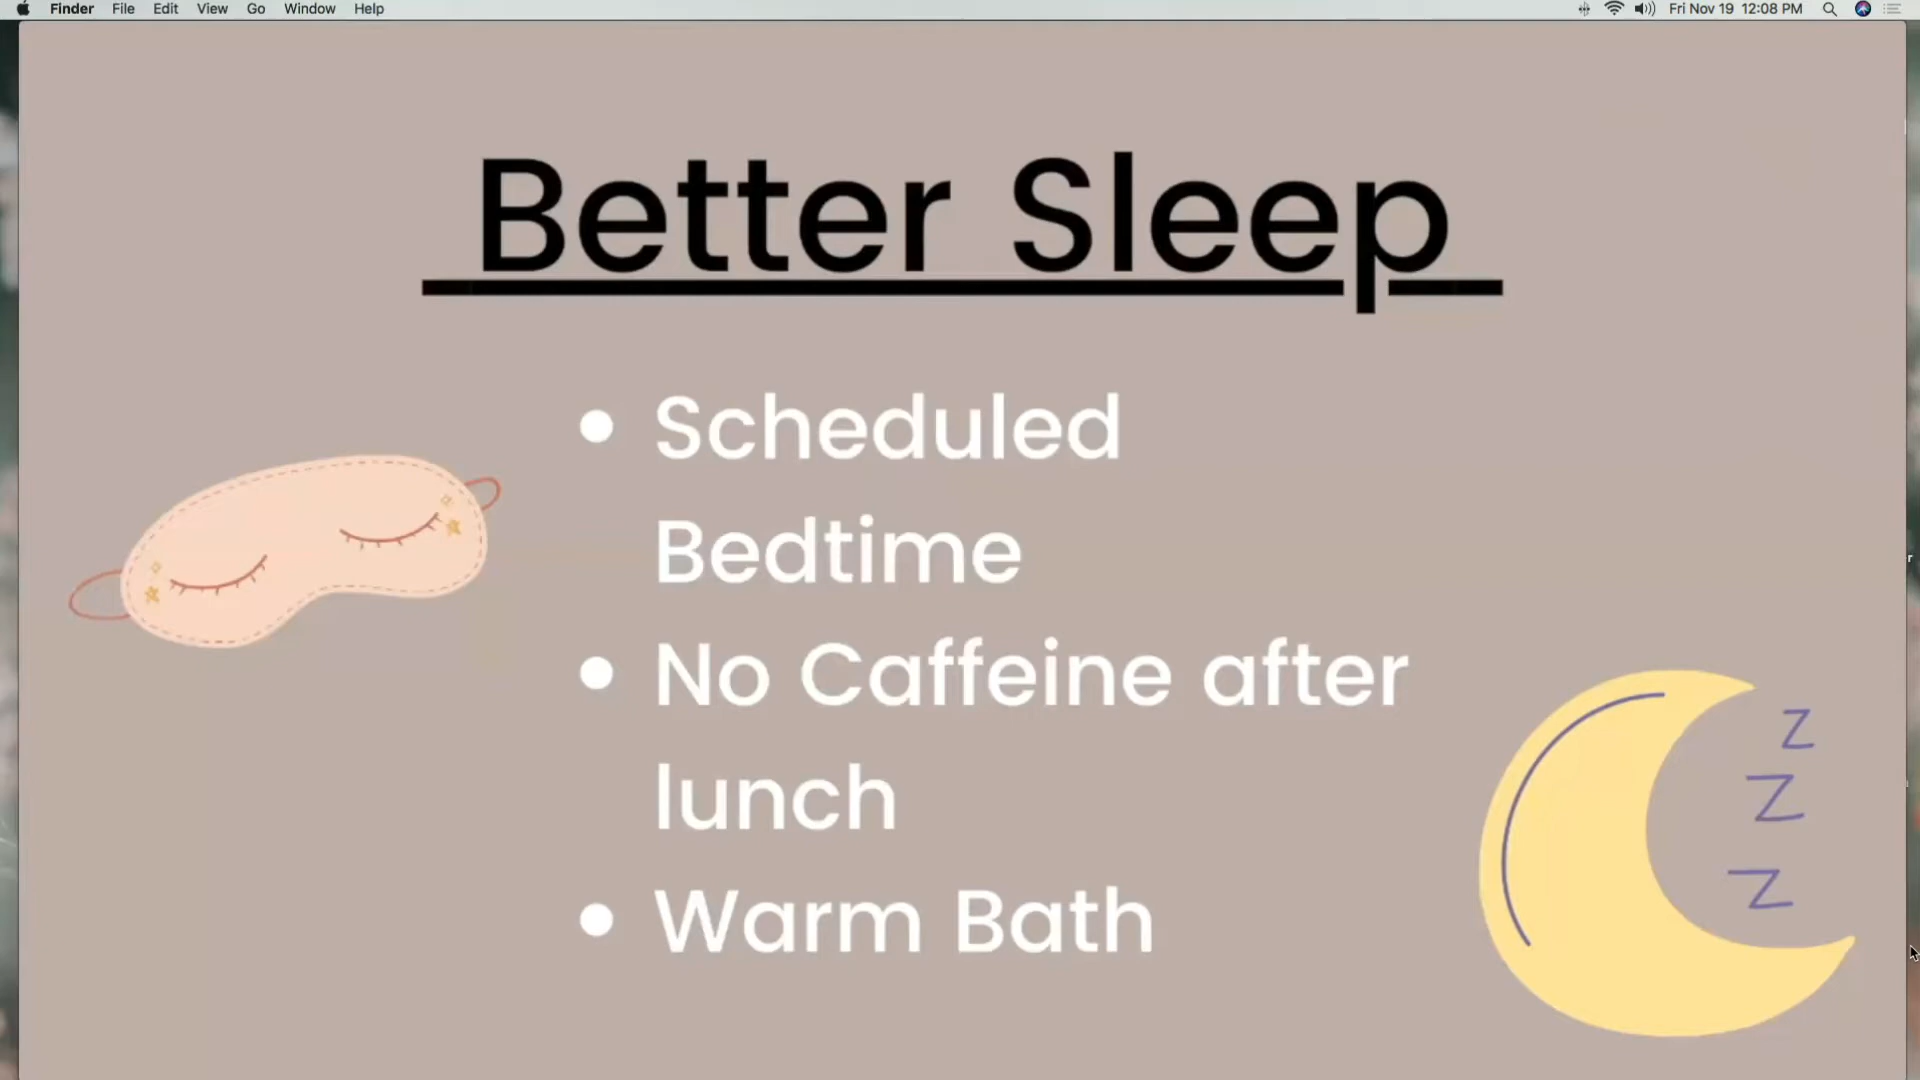 Finder File Edit View Go Window Help Fri Nov 19 12:08 PM
Better Sleep
• Scheduled
Bedtime
• No Caffeine after
lunch
• Warm Bath
z
z
z